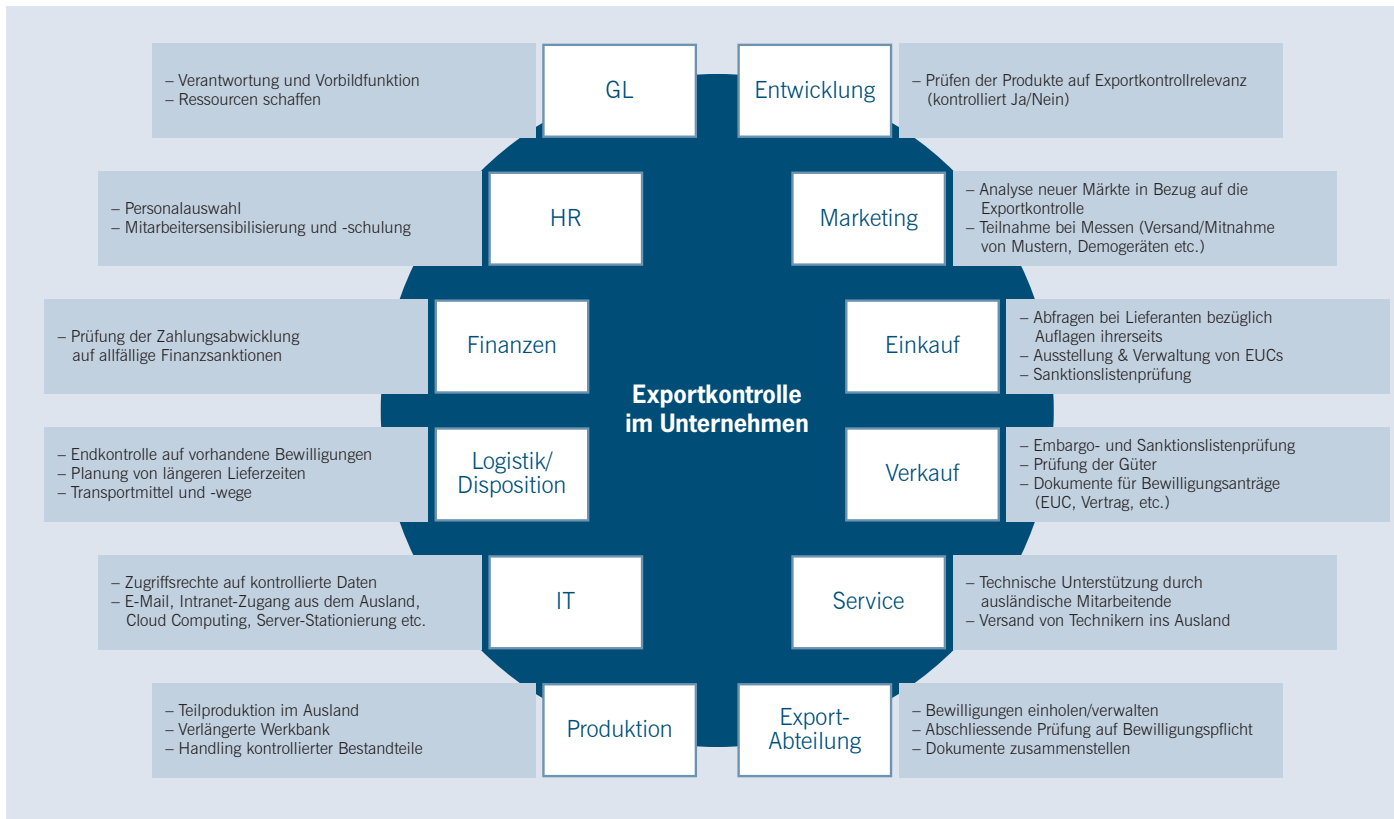 – Verantwortung und Vorbildfunktion
– Ressourcen schaffen
GL
Entwicklung
– Prüfen der Produkte auf Exportkontrollrelevanz
(kontrolliert Ja/Nein)
– Personalauswahl
– Mitarbeitersensibilisierung und -schulung
HR
Marketing
– Analyse neuer Märkte in Bezug auf die
Exportkontrolle
– Teilnahme bei Messen (Versand/Mitnahme
von Mustern, Demogeräten etc.)
– Prüfung der Zahlungsabwicklung
auf allfällige Finanzsanktionen
Finanzen
Einkauf
– Abfragen bei Lieferanten bezüglich
Auflagen ihrerseits
– Ausstellung & Verwaltung von EUCs
– Sanktionslistenprüfung
Exportkontrolle
im Unternehmen
– Endkontrolle auf vorhandene Bewilligungen
– Planung von längeren Lieferzeiten
– Transportmittel und -wege
Logistik/
Disposition
Verkauf
– Embargo- und Sanktionslistenprüfung
– Prüfung der Güter
– Dokumente für Bewilligungsanträge
(EUC, Vertrag, etc.)
– Zugriffsrechte auf kontrollierte Daten
– E-Mail, Intranet-Zugang aus dem Ausland,
Cloud Computing, Server-Stationierung etc.
IT
Service
– Technische Unterstützung durch
ausländische Mitarbeitende
– Versand von Technikern ins Ausland
– Teilproduktion im Ausland
– Verlängerte Werkbank
– Handling kontrollierter Bestandteile
Produktion
Export-
Abteilung
– Bewilligungen einholen/verwalten
– Abschliessende Prüfung auf Bewilligungspflicht
– Dokumente zusammenstellen